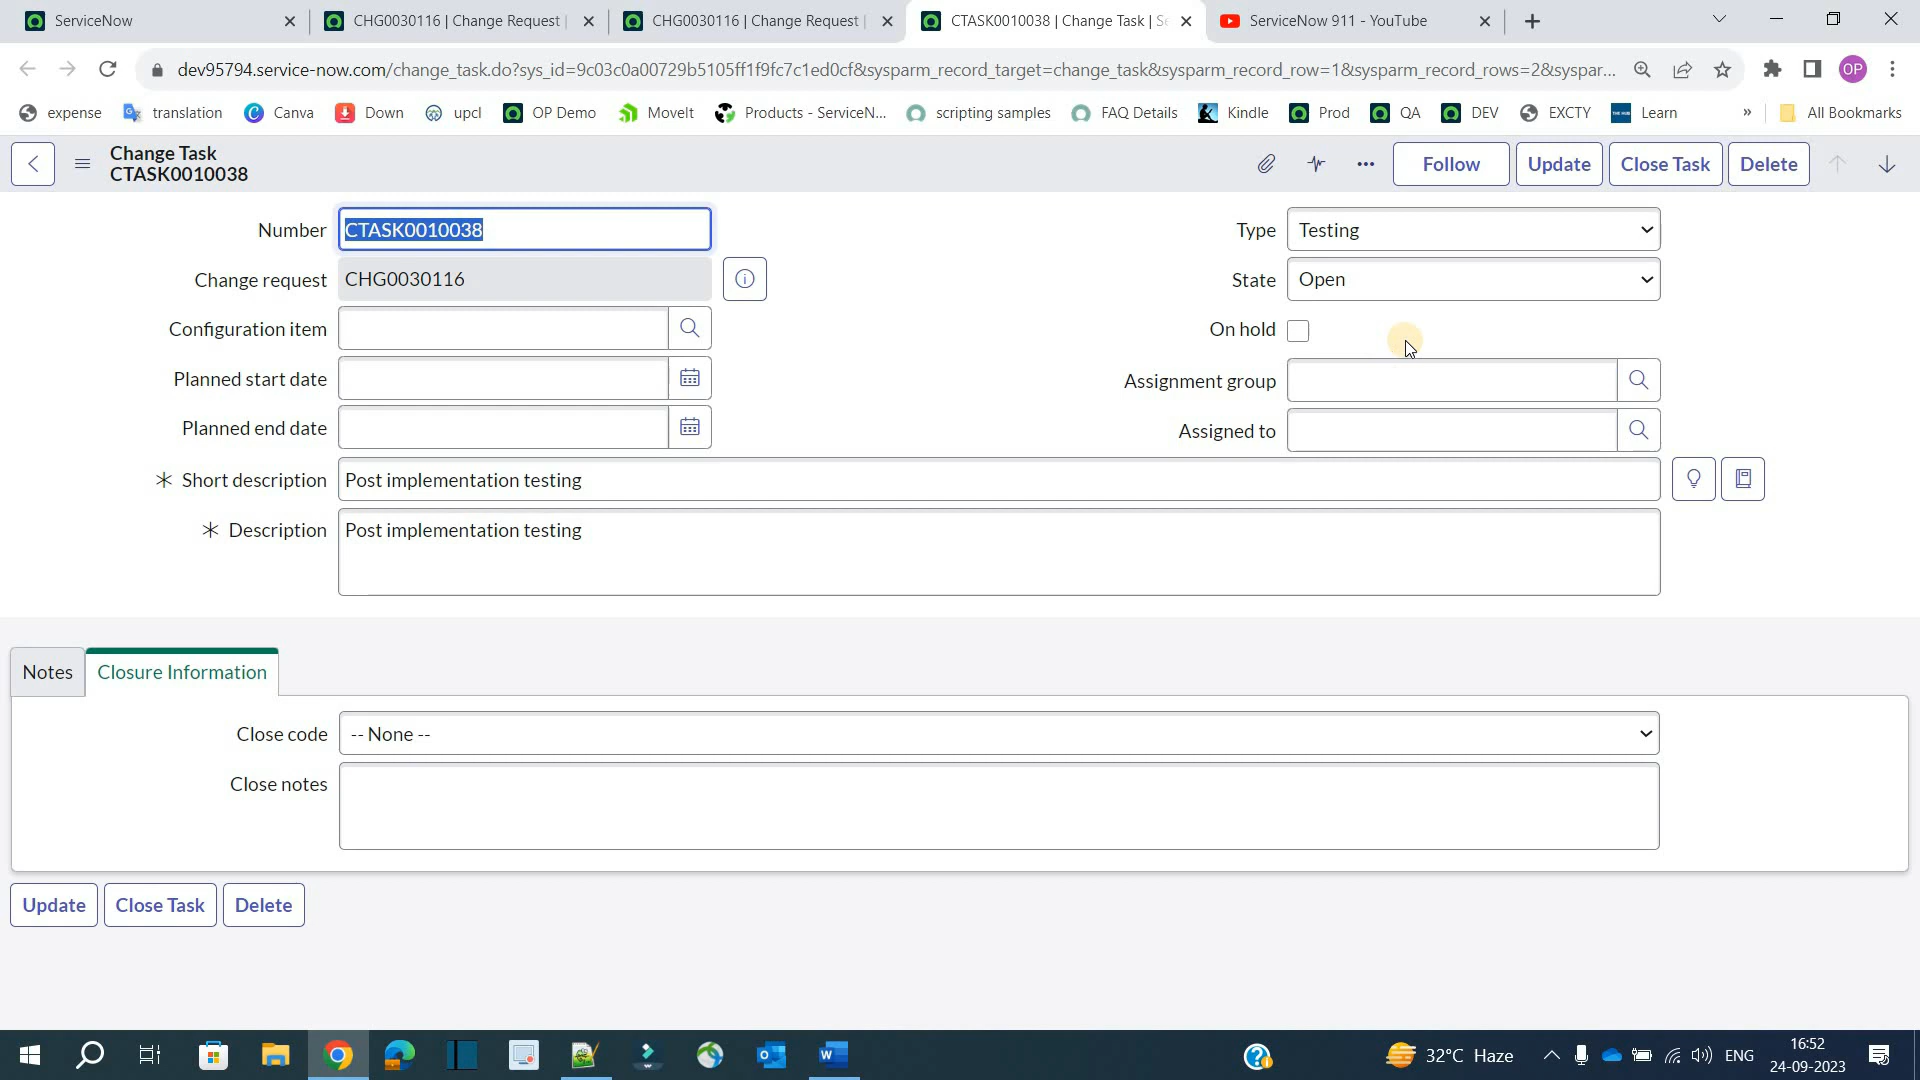 ServiceNow
CHG0030116 | Change Request |
CHG0030116 | Change Request |
CTASK0010038 | Change Task | Se
ServiceNow 911 - YouTube
dev95794.service-now.com/change_task.do?sys_id=9c03c0a00729b5105ff1f9fc7c1ed0cf&sysparm_record_target=change_task&sysparm_record_row=1&sysparm_record_rows=2&syspar...
OP
expense
translation
Canva
Down
upcl
OP Demo
MoveIt
Products - ServiceN...
scripting samples
FAQ Details
Kindle
Prod
QA
DEV
EXCTY
Learn
»
All Bookmarks
Change Task
CTASK0010038
Follow
Update
Close Task
Delete
Number CTASK0010038
Type Testing
Change request CHG0030116
State Open
Configuration item
On hold
Planned start date
Assignment group
Planned end date
Assigned to
Short description Post implementation testing
Description Post implementation testing
Notes
Closure Information
Close code -- None --
Close notes
Update
Close Task
Delete
32°C Haze
ENG
16:52
24-09-2023